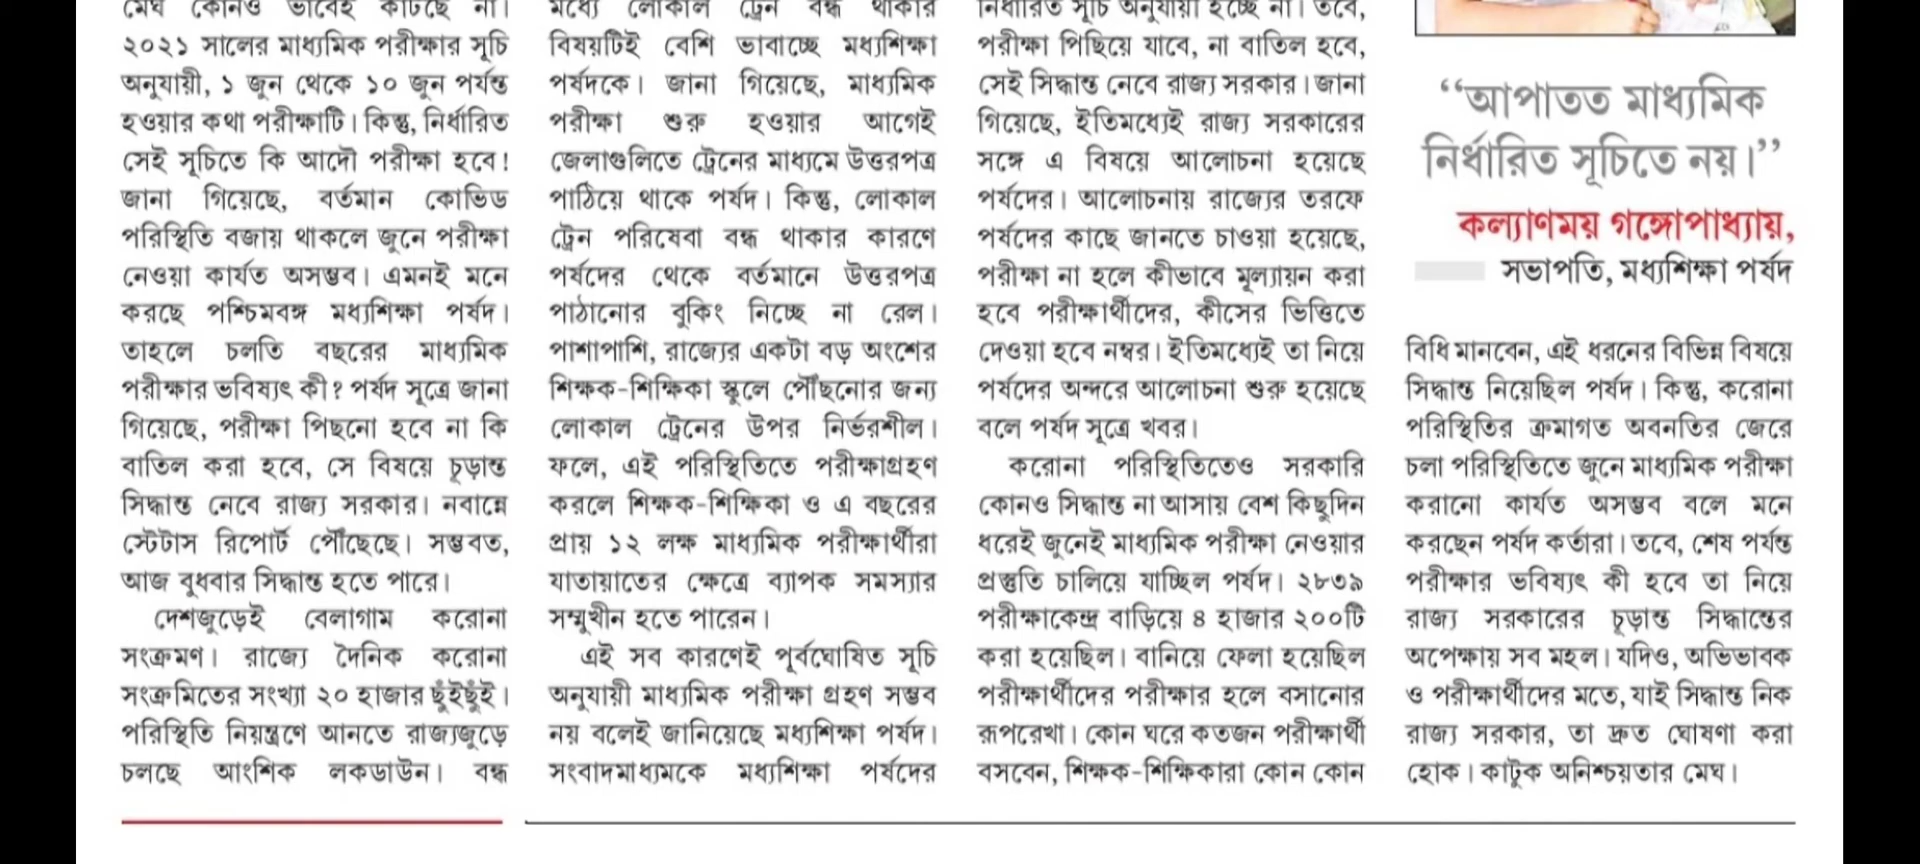 মেঘ কোনও ভাবেই কাটছে না।
২০২১ সালের মাধ্যমিক পরীক্ষার সূচি
অনুযায়ী, ১ জুন থেকে ১০ জুন পর্যন্ত
হওয়ার কথা পরীক্ষাটি। কিন্তু, নির্ধারিত
সেই সূচিতে কি আদৌ পরীক্ষা হবে!
জানা গিয়েছে, বর্তমান কোভিড
পরিস্থিতি বজায় থাকলে জুনে পরীক্ষা
নেওয়া কার্যত অসম্ভব। এমনই মনে
করছে পশ্চিমবঙ্গ মধ্যশিক্ষা পর্ষদ।
তাহলে চলতি বছরের মাধ্যমিক
পরীক্ষার ভবিষ্যৎ কী? পর্ষদ সূত্রে জানা
গিয়েছে, পরীক্ষা পিছনো হবে না কি
বাতিল করা হবে, সে বিষয়ে চূড়ান্ত
সিদ্ধান্ত নেবে রাজ্য সরকার। নবান্নে
স্টেটাস রিপোর্ট পৌঁছেছে। সম্ভবত,
আজ বুধবার সিদ্ধান্ত হতে পারে।
দেশজুড়েই বেলাগাম করোনা
সংক্রমণ। রাজ্যে দৈনিক করোনা
সংক্রমিতের সংখ্যা ২০ হাজার ছুঁইছুঁই।
পরিস্থিতি নিয়ন্ত্রণে আনতে রাজ্যজুড়ে
চলছে আংশিক লকডাউন। বন্ধ
মধ্যে লোকাল ট্রেন বন্ধ থাকার
বিষয়টিই বেশি ভাবাচ্ছে মধ্যশিক্ষা
পর্ষদকে। জানা গিয়েছে, মাধ্যমিক
পরীক্ষা শুরু হওয়ার আগেই
জেলাগুলিতে ট্রেনের মাধ্যমে উত্তরপত্র
পাঠিয়ে থাকে পর্ষদ। কিন্তু, লোকাল
ট্রেন পরিষেবা বন্ধ থাকার কারণে
পর্ষদের থেকে বর্তমানে উত্তরপত্র
পাঠানোর বুকিং নিচ্ছে না রেল।
পাশাপাশি, রাজ্যের একটা বড় অংশের
শিক্ষক-শিক্ষিকা স্কুলে পৌঁছনোর জন্য
লোকাল ট্রেনের উপর নির্ভরশীল।
ফলে, এই পরিস্থিতিতে পরীক্ষাগ্রহণ
করলে শিক্ষক-শিক্ষিকা ও এ বছরের
প্রায় ১২ লক্ষ মাধ্যমিক পরীক্ষার্থীরা
যাতায়াতের ক্ষেত্রে ব্যাপক সমস্যার
সম্মুখীন হতে পারেন।
এই সব কারণেই পূর্বঘোষিত সূচি
অনুযায়ী মাধ্যমিক পরীক্ষা গ্রহণ সম্ভব
নয় বলেই জানিয়েছে মধ্যশিক্ষা পর্ষদ।
সংবাদমাধ্যমকে মধ্যশিক্ষা পর্ষদের
নির্ধারিত সূচি অনুযায়ী হচ্ছে না। তবে,
পরীক্ষা পিছিয়ে যাবে, না বাতিল হবে,
সেই সিদ্ধান্ত নেবে রাজ্য সরকার। জানা
গিয়েছে, ইতিমধ্যেই রাজ্য সরকারের
সঙ্গে এ বিষয়ে আলোচনা হয়েছে
পর্ষদের। আলোচনায় রাজ্যের তরফে
পর্ষদের কাছে জানতে চাওয়া হয়েছে,
পরীক্ষা না হলে কীভাবে মূল্যায়ন করা
হবে পরীক্ষার্থীদের, কীসের ভিত্তিতে
দেওয়া হবে নম্বর। ইতিমধ্যেই তা নিয়ে
পর্ষদের অন্দরে আলোচনা শুরু হয়েছে
বলে পর্ষদ সূত্রে খবর।
করোনা পরিস্থিতিতেও সরকারি
কোনও সিদ্ধান্ত না আসায় বেশ কিছুদিন
ধরেই জুনেই মাধ্যমিক পরীক্ষা নেওয়ার
প্রস্তুতি চালিয়ে যাচ্ছিল পর্ষদ। ২৮৩৯
পরীক্ষাকেন্দ্র বাড়িয়ে ৪ হাজার ২০০টি
করা হয়েছিল। বানিয়ে ফেলা হয়েছিল
পরীক্ষার্থীদের পরীক্ষার হলে বসানোর
রূপরেখা। কোন ঘরে কতজন পরীক্ষার্থী
বসবেন, শিক্ষক-শিক্ষিকারা কোন কোন
“আপাতত মাধ্যমিক
নির্ধারিত সূচিতে নয়।”
কল্যাণময় গঙ্গোপাধ্যায়,
সভাপতি, মধ্যশিক্ষা পর্ষদ
বিধি মানবেন, এই ধরনের বিভিন্ন বিষয়ে
সিদ্ধান্ত নিয়েছিল পর্ষদ। কিন্তু, করোনা
পরিস্থিতির ক্রমাগত অবনতির জেরে
চলা পরিস্থিতিতে জুনে মাধ্যমিক পরীক্ষা
করানো কার্যত অসম্ভব বলে মনে
করছেন পর্ষদ কর্তারা। তবে, শেষ পর্যন্ত
পরীক্ষার ভবিষ্যৎ কী হবে তা নিয়ে
রাজ্য সরকারের চূড়ান্ত সিদ্ধান্তের
অপেক্ষায় সব মহল। যদিও, অভিভাবক
ও পরীক্ষার্থীদের মতে, যাই সিদ্ধান্ত নিক
রাজ্য সরকার, তা দ্রুত ঘোষণা করা
হোক। কাটুক অনিশ্চয়তার মেঘ।